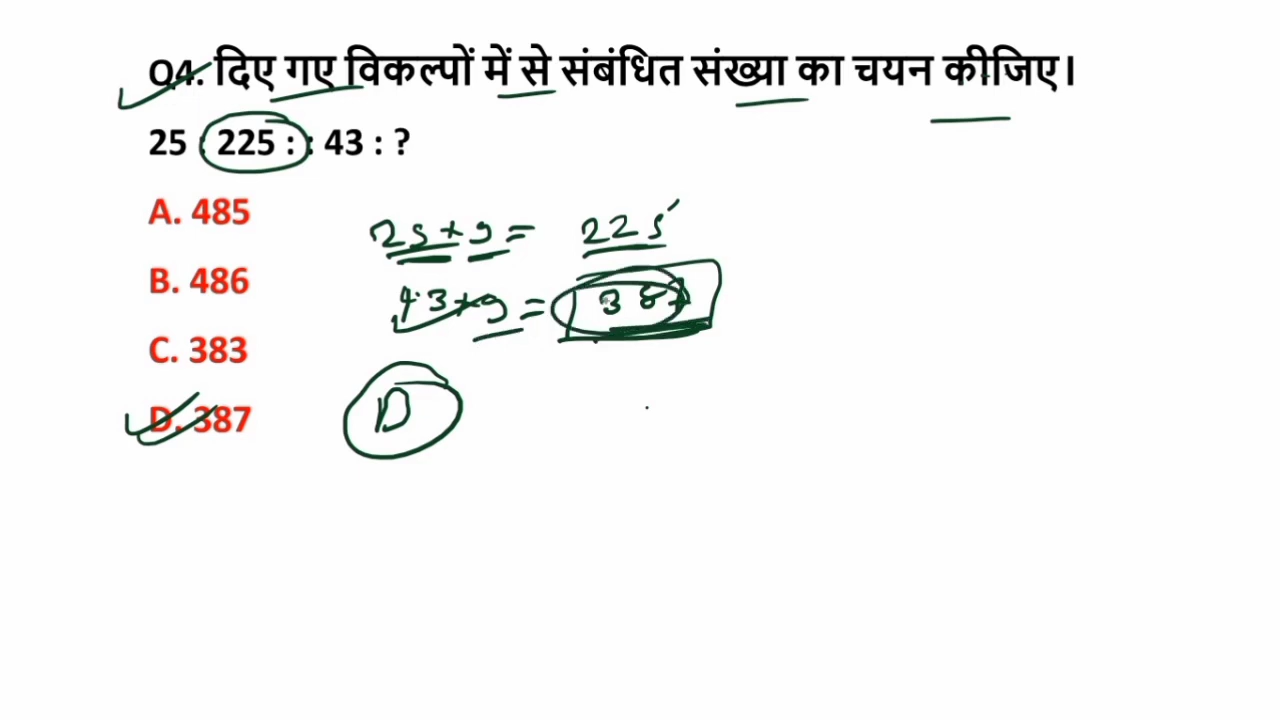 Q4. दिए गए विकल्पों में से संबंधित संख्या का चयन कीजिए।
25 : 225 : : 43 : ?
A. 485
25 × 9 = 225
B. 486
43 × 9 = 387
C. 383
D. 387
D